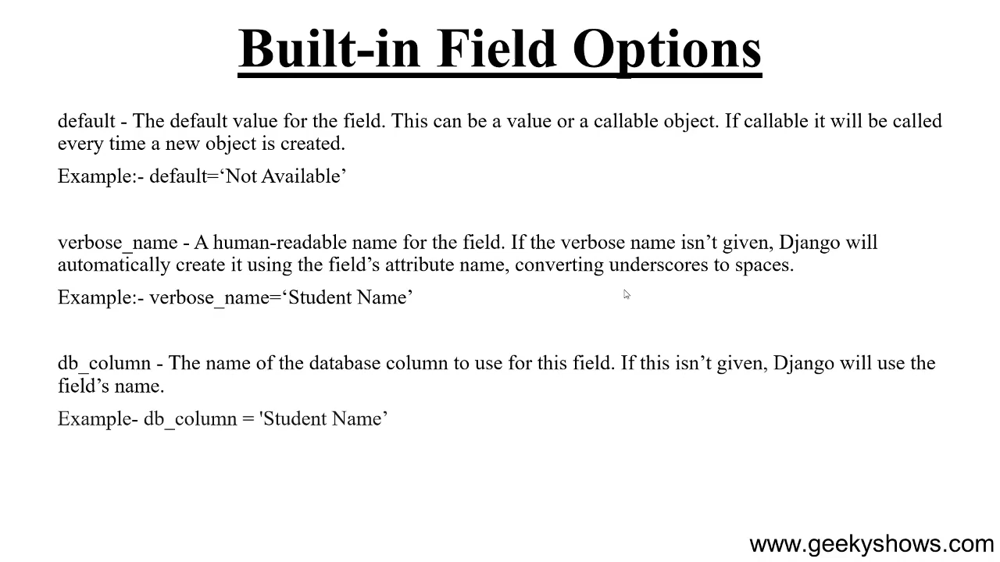 Built-in Field Options
default - The default value for the field. This can be a value or a callable object. If callable it will be called
every time a new object is created.
Example:- default=‘Not Available’
verbose_name - A human-readable name for the field. If the verbose name isn’t given, Django will
automatically create it using the field’s attribute name, converting underscores to spaces.
Example:- verbose_name=‘Student Name’
db_column - The name of the database column to use for this field. If this isn’t given, Django will use the
field’s name.
Example- db_column = 'Student Name’
www.geekyshows.com